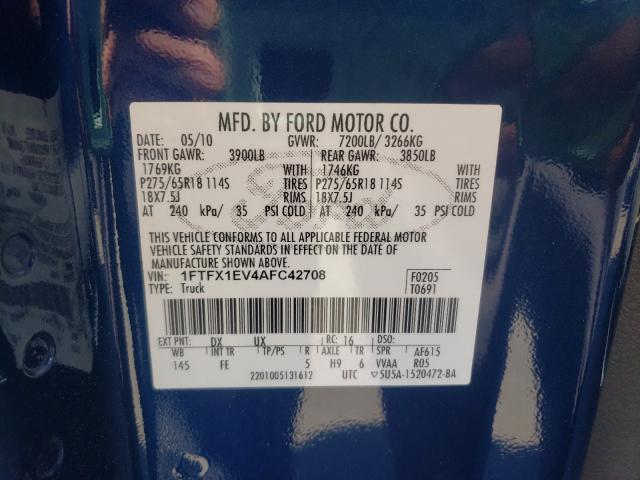 MFD. BY FORD MOTOR CO.
DATE: 05/10 GVWR: 7200LB/ 3266KG
FRONT GAWR: 3900LB REAR GAWR: 3850LB
1769KG WITH 1746KG WITH
P275/65R18 114S TIRES P275/65R18 114S TIRES
18X7.5J RIMS 18X7.5J RIMS
AT 240 kPa/ 35 PSI COLD AT 240 kPa/ 35 PSI COLD
THIS VEHICLE CONFORMS TO ALL APPLICABLE FEDERAL MOTOR
VEHICLE SAFETY STANDARDS IN EFFECT ON THE DATE OF
MANUFACTURE SHOWN ABOVE.
VIN: 1FTFX1EV4AFC42708 F0205
TYPE: Truck T0691
EXT PNT: DX UX RC: 16 DSO:
WB INT TR TP/PS R AXLE TR SPR AF615
145 FE 5 H9 6 VVAA R05
2201005131612 UTC ▽5U5A-1520472-BA
Ford